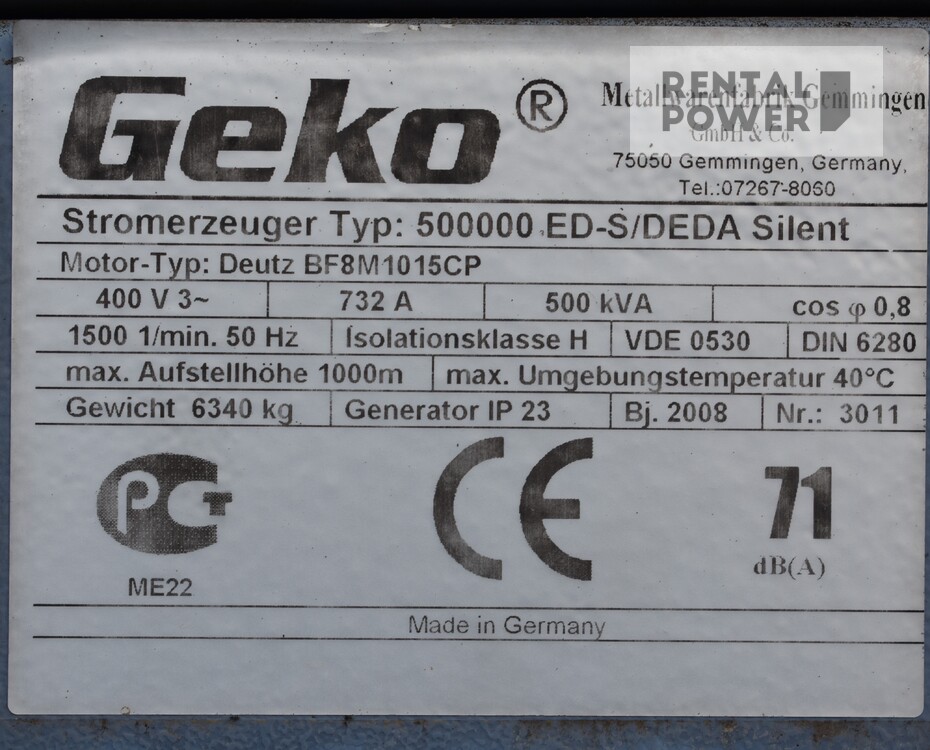 Geko®
RENTAL
POWER
Metallwarenfabrik Gemmingen
GmbH & Co.
75050 Gemmingen, Germany,
Tel.:07267-8060
Stromerzeuger Typ: 500000 ED-S/DEDA Silent
Motor-Typ: Deutz BF8M1015CP
400 V 3~ 732 A 500 kVA cos φ 0,8
1500 1/min. 50 Hz Isolationsklasse H VDE 0530 DIN 6280
max. Aufstellhöhe 1000m max. Umgebungstemperatur 40°C
Gewicht 6340 kg Generator IP 23 Bj. 2008 Nr.: 3011
РСТ CE 71
ME22 dB(A)
Made in Germany